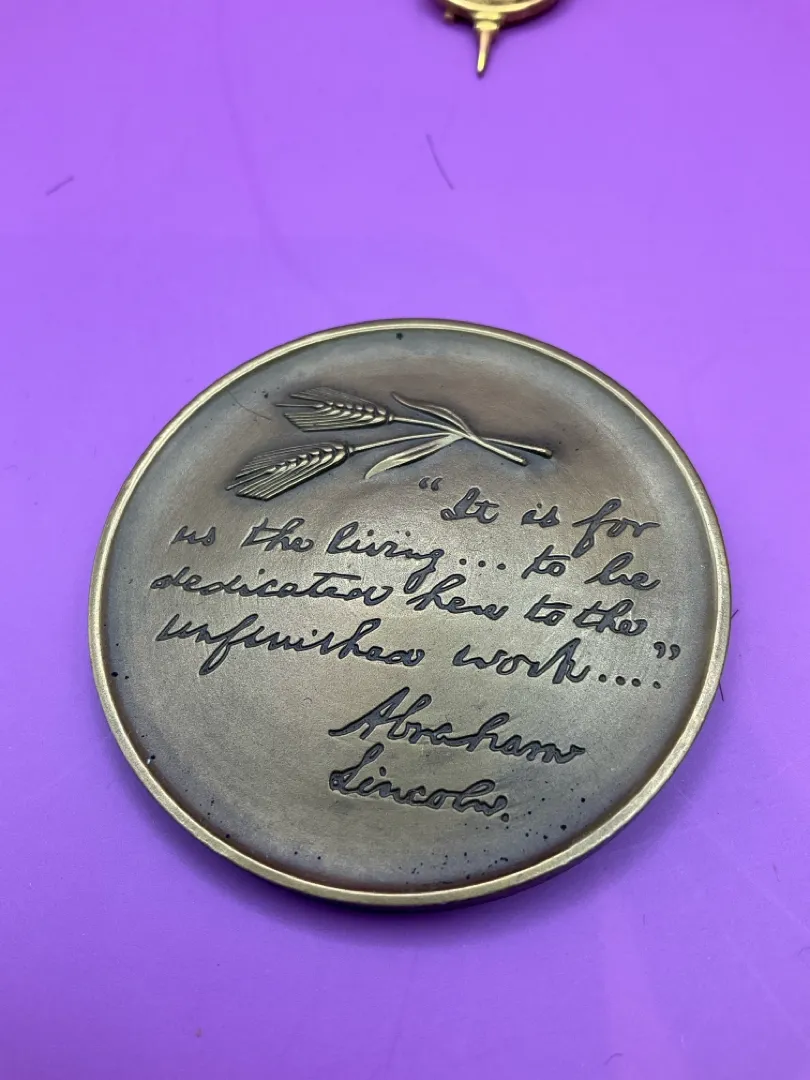 “It is for
us the living... to be
dedicated here to the
unfinished work....”
Abraham
Lincoln.